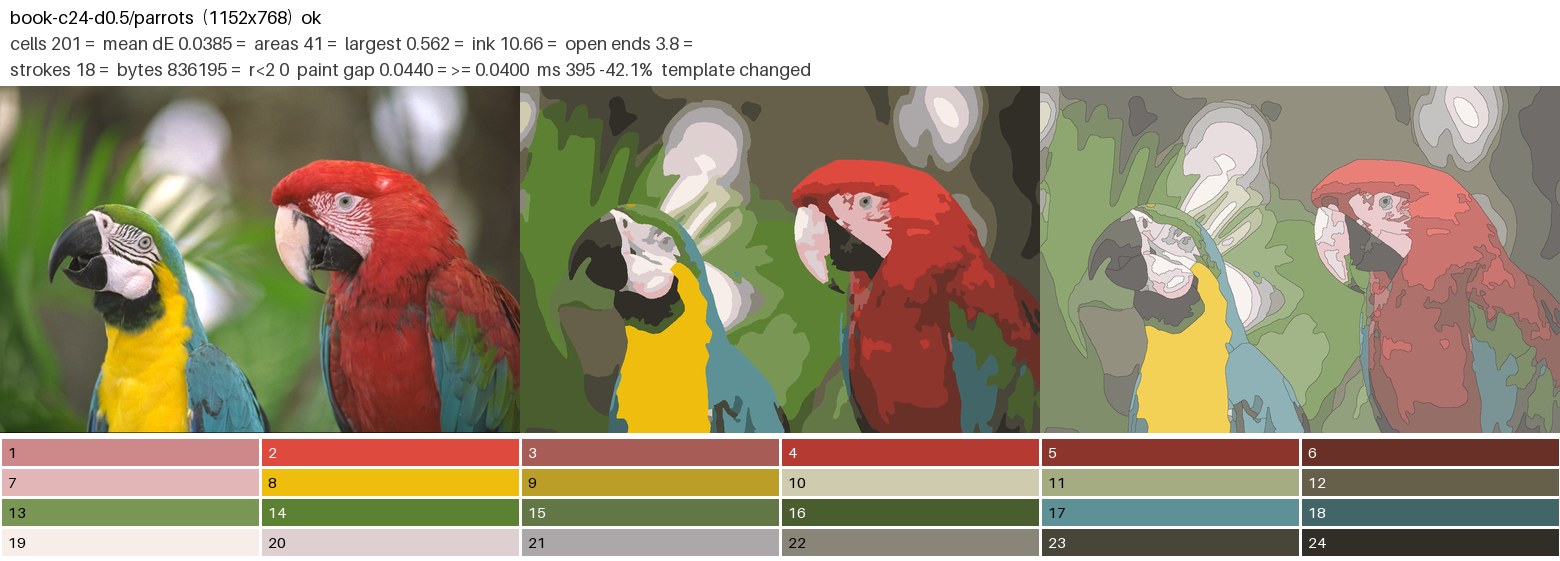 book-c24-d0.5/parrots (1152x768) ok
cells 201 = mean dE 0.0385 = areas 41 = largest 0.562 = ink 10.66 = open ends 3.8 =
strokes 18 = bytes 836195 = r<2 0 paint gap 0.0440 = >= 0.0400 ms 395 -42.1% template changed
1 2 3 4 5 6
7 8 9 10 11 12
13 14 15 16 17 18
19 20 21 22 23 24